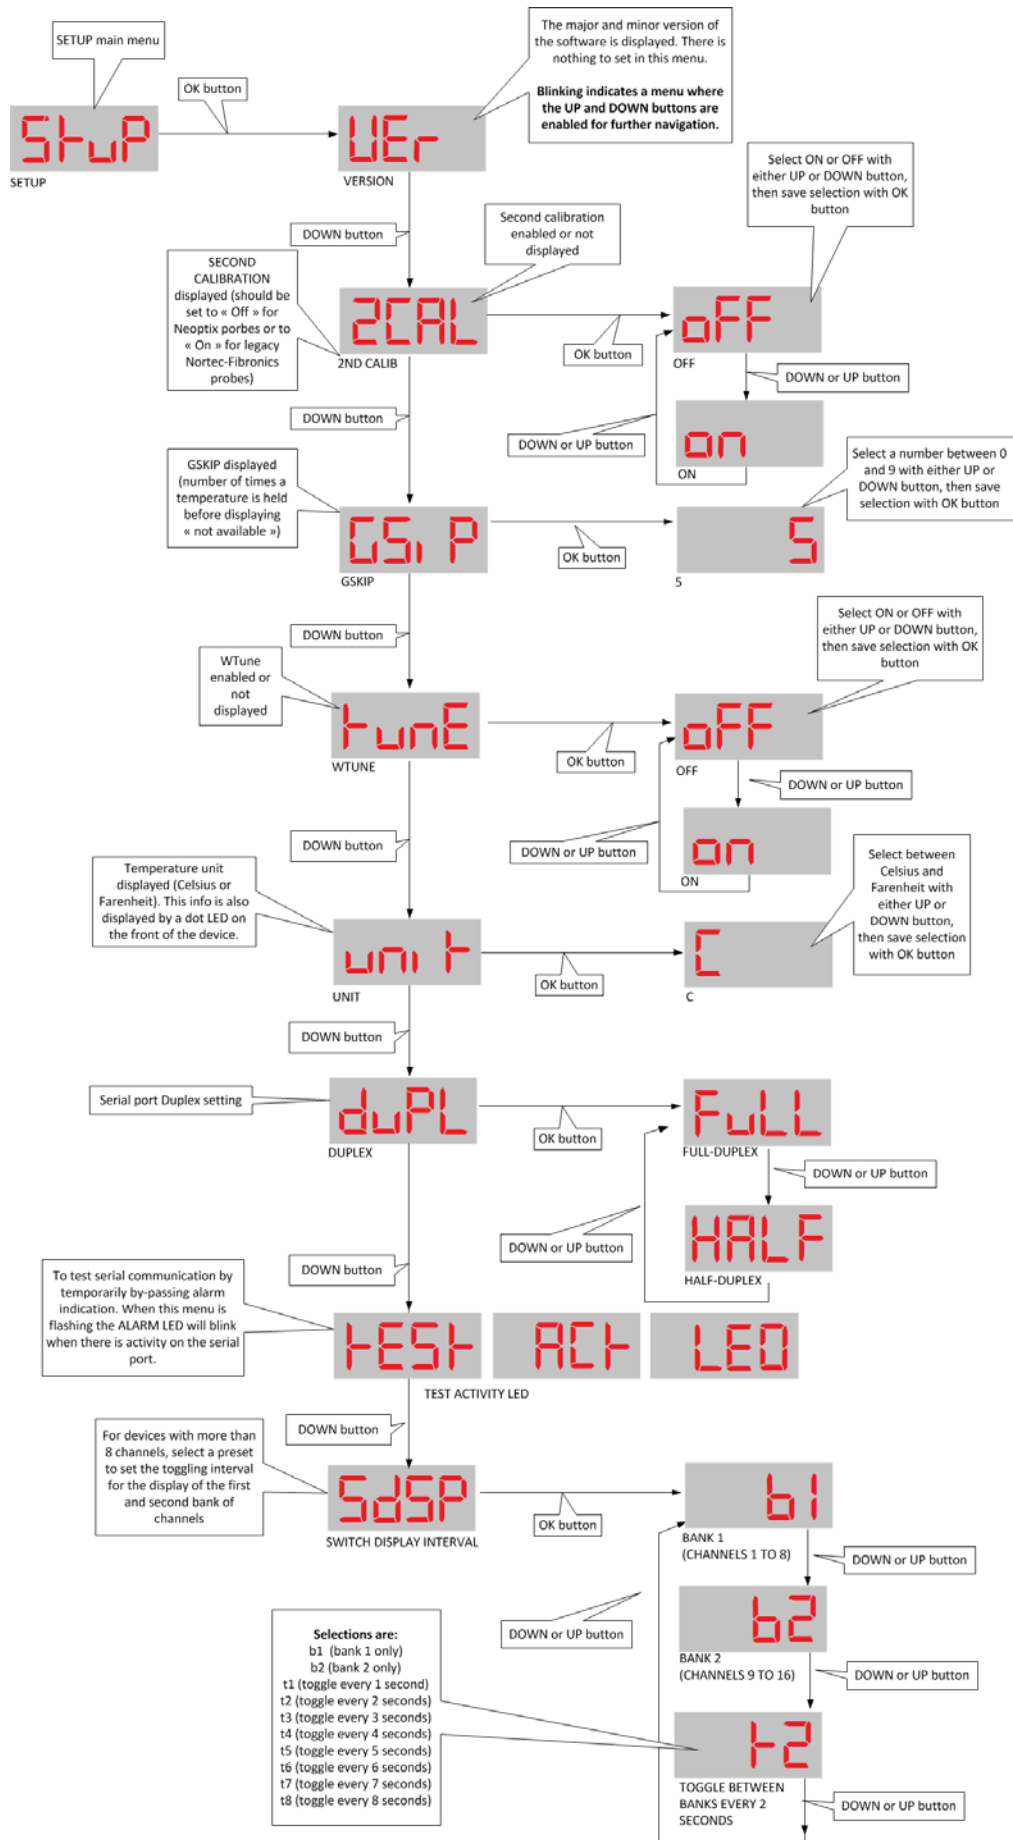 SETUP main menu
The major and minor version of
the software is displayed. There is
nothing to set in this menu.
Blinking indicates a menu where
the UP and DOWN buttons are
enabled for further navigation.
OK button
StuP
SETUP
VEr
VERSION
Select ON or OFF with
either UP or DOWN button,
then save selection with OK
button
DOWN button
Second calibration
enabled or not
displayed
SECOND
CALIBRATION
displayed (should be
set to « Off » for
Neoptix porbes or to
« On » for legacy
Nortec-Fibronics
probes)
2CAL
2ND CALIB
OK button
oFF
OFF
DOWN or UP button
DOWN button
DOWN or UP button
on
ON
GSKIP displayed
(number of times a
temperature is held
before displaying
« not available »)
Select a number between 0
and 9 with either UP or
DOWN button, then save
selection with OK button
GSi P
GSKIP
OK button
5
5
DOWN button
Select ON or OFF with
either UP or DOWN button,
then save selection with OK
button
WTune
enabled or
not
displayed
tunE
WTUNE
OK button
oFF
OFF
DOWN or UP button
DOWN button
DOWN or UP button
on
ON
Temperature unit
displayed (Celsius or
Farenheit). This info is also
displayed by a dot LED on
the front of the device.
Select between
Celsius and
Farenheit with
either UP or
DOWN button,
then save selection
with OK button
unit
UNIT
OK button
C
C
DOWN button
Serial port Duplex setting
duPL
DUPLEX
OK button
FuLL
FULL-DUPLEX
DOWN or UP button
DOWN or UP button
HALF
HALF-DUPLEX
DOWN button
To test serial communication by
temporarily by-passing alarm
indication. When this menu is
flashing the ALARM LED will blink
when there is activity on the serial
port.
tESt ACt LED
TEST ACTIVITY LED
DOWN button
For devices with more than
8 channels, select a preset
to set the toggling interval
for the display of the first
and second bank of
channels
SdSP
SWITCH DISPLAY INTERVAL
OK button
b1
BANK 1
(CHANNELS 1 TO 8)
DOWN or UP button
DOWN or UP button
b2
BANK 2
(CHANNELS 9 TO 16)
DOWN or UP button
Selections are:
b1 (bank 1 only)
b2 (bank 2 only)
t1 (toggle every 1 second)
t2 (toggle every 2 seconds)
t3 (toggle every 3 seconds)
t4 (toggle every 4 seconds)
t5 (toggle every 5 seconds)
t6 (toggle every 6 seconds)
t7 (toggle every 7 seconds)
t8 (toggle every 8 seconds)
t2
TOGGLE BETWEEN
BANKS EVERY 2
SECONDS
DOWN or UP button